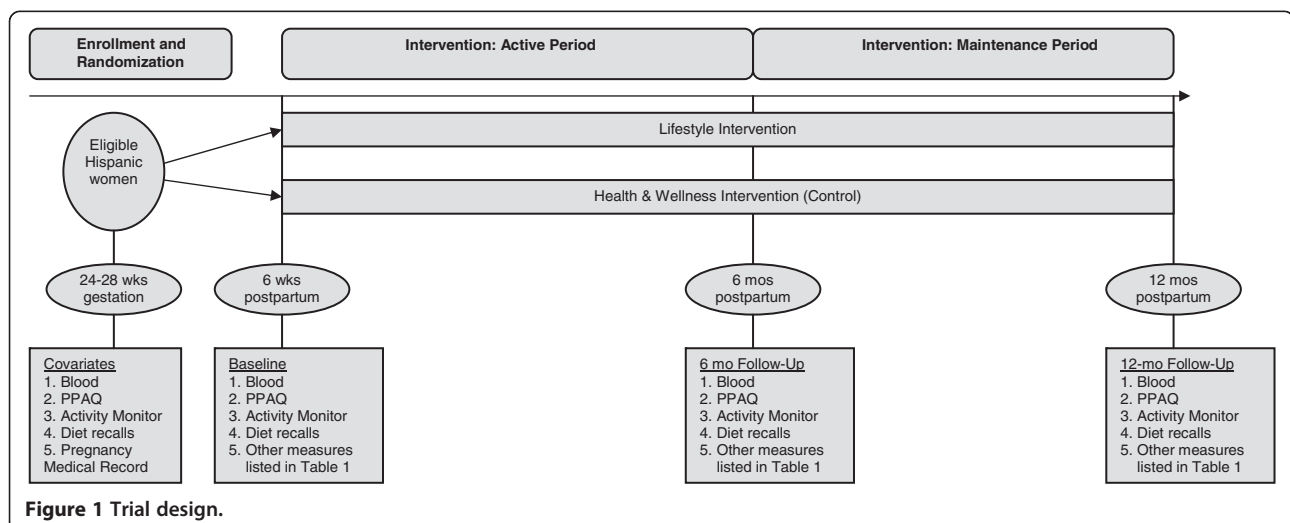 Enrollment and
Randomization
Intervention: Active Period
Intervention: Maintenance Period
Eligible
Hispanic
women
Lifestyle Intervention
Health & Wellness Intervention (Control)
24-28 wks
gestation
6 wks
postpartum
6 mos
postpartum
12 mos
postpartum
Covariates
1. Blood
2. PPAQ
3. Activity Monitor
4. Diet recalls
5. Pregnancy
Medical Record
Baseline
1. Blood
2. PPAQ
3. Activity Monitor
4. Diet recalls
5. Other measures
listed in Table 1
6 mo Follow-Up
1. Blood
2. PPAQ
3. Activity Monitor
4. Diet recalls
5. Other measures
listed in Table 1
12-mo Follow-Up
1. Blood
2. PPAQ
3. Activity Monitor
4. Diet recalls
5. Other measures
listed in Table 1
Figure 1 Trial design.